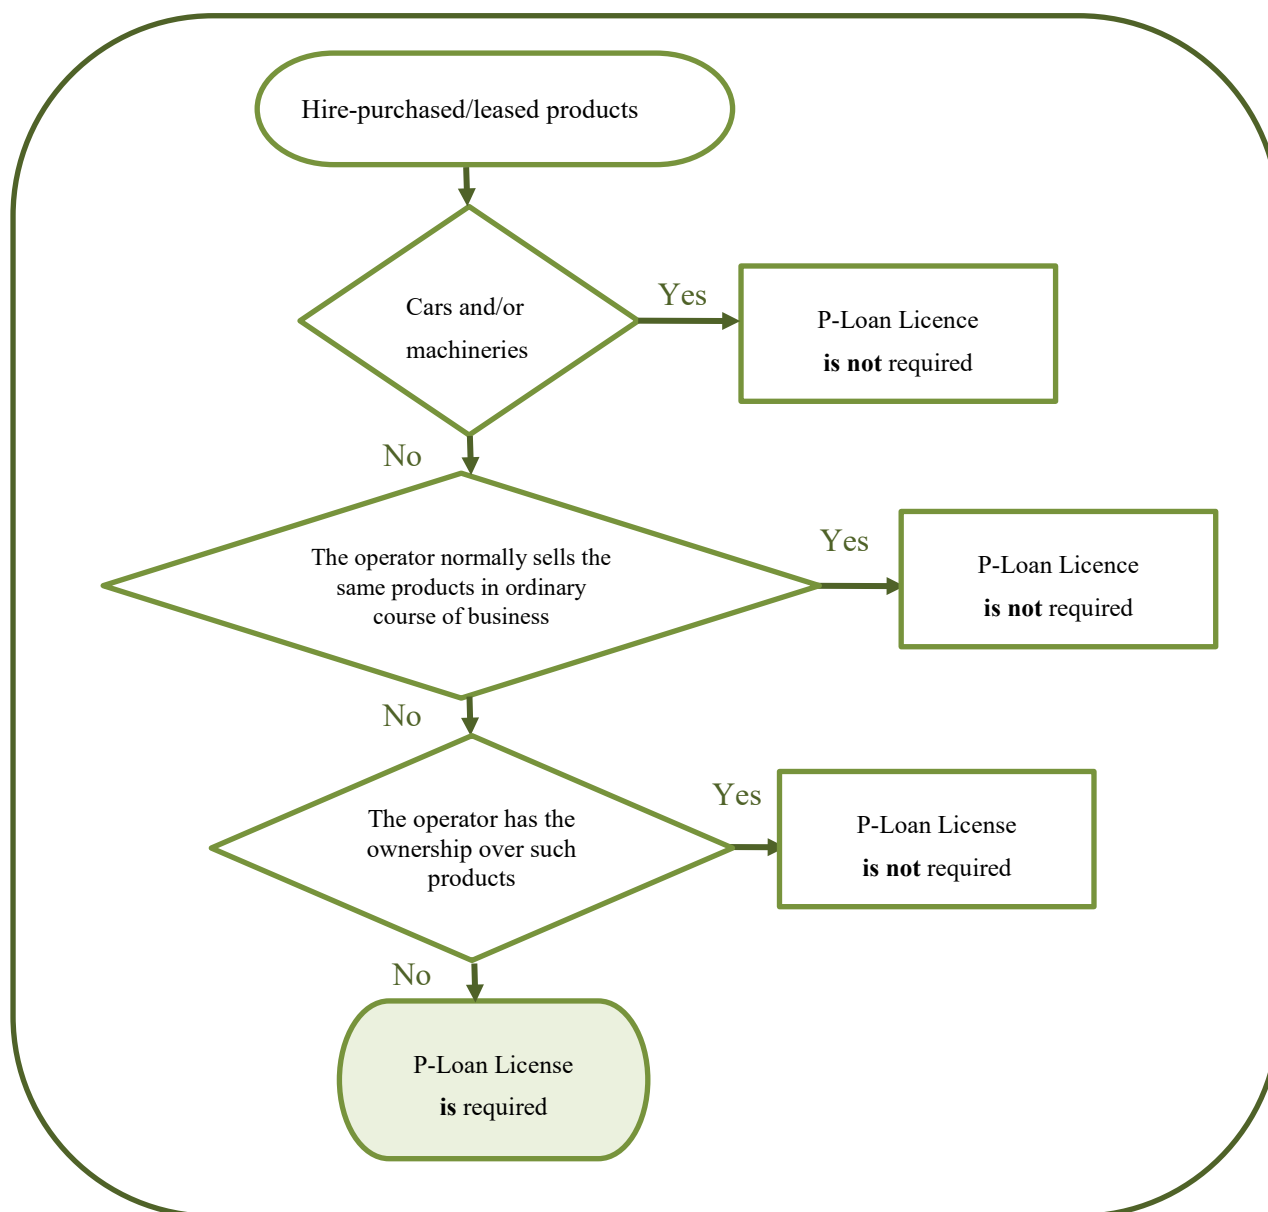 Hire-purchased/leased products
Cars and/or
machineries
Yes
P-Loan Licence
is not required
No
The operator normally sells the
same products in ordinary
course of business
Yes
P-Loan Licence
is not required
No
The operator has the
ownership over such
products
Yes
P-Loan License
is not required
No
P-Loan License
is required